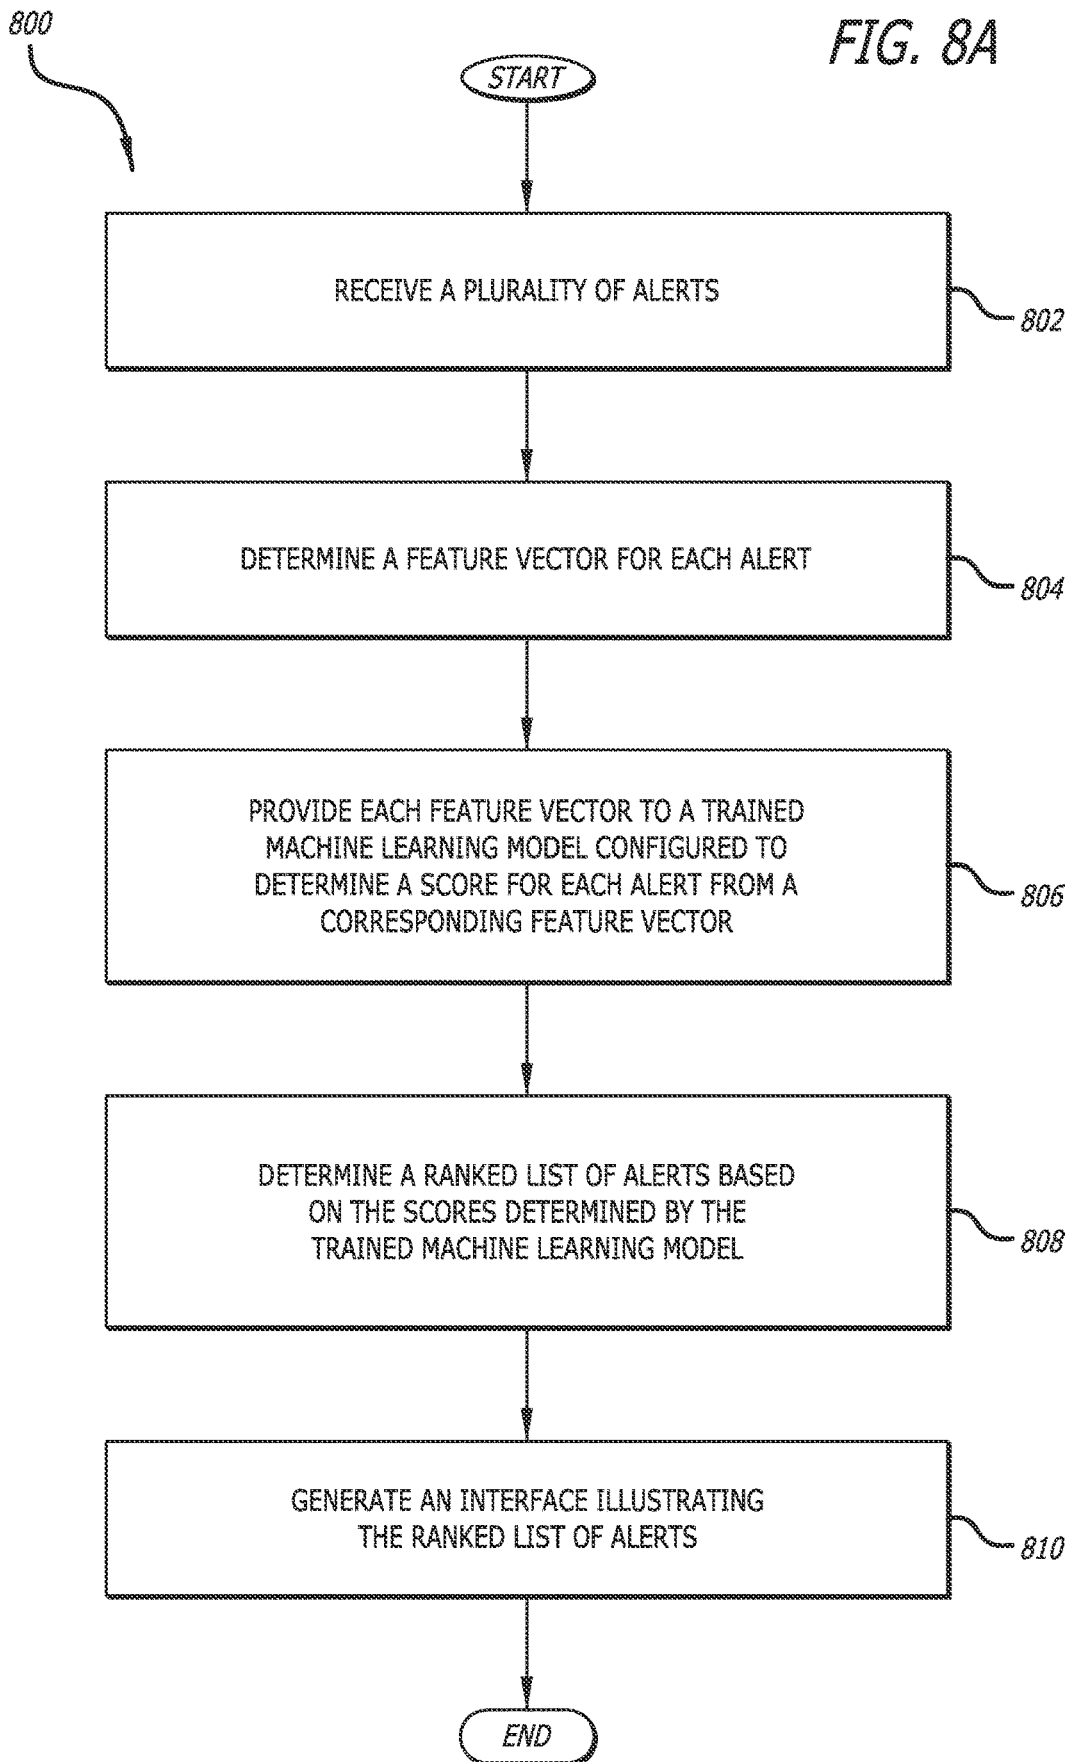 800
FIG. 8A
START
RECEIVE A PLURALITY OF ALERTS
802
DETERMINE A FEATURE VECTOR FOR EACH ALERT
804
PROVIDE EACH FEATURE VECTOR TO A TRAINED
MACHINE LEARNING MODEL CONFIGURED TO
DETERMINE A SCORE FOR EACH ALERT FROM A
CORRESPONDING FEATURE VECTOR
806
DETERMINE A RANKED LIST OF ALERTS BASED
ON THE SCORES DETERMINED BY THE
TRAINED MACHINE LEARNING MODEL
808
GENERATE AN INTERFACE ILLUSTRATING
THE RANKED LIST OF ALERTS
810
END